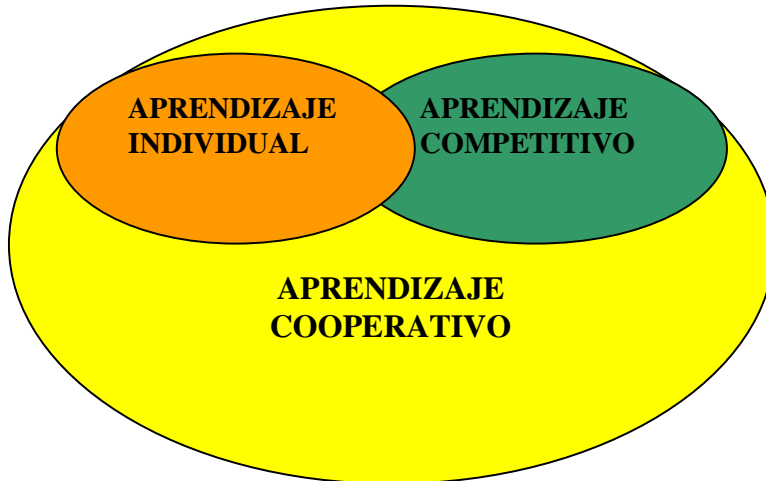 APRENDIZAJE
INDIVIDUAL
APRENDIZAJE
COMPETITIVO
APRENDIZAJE
COOPERATIVO